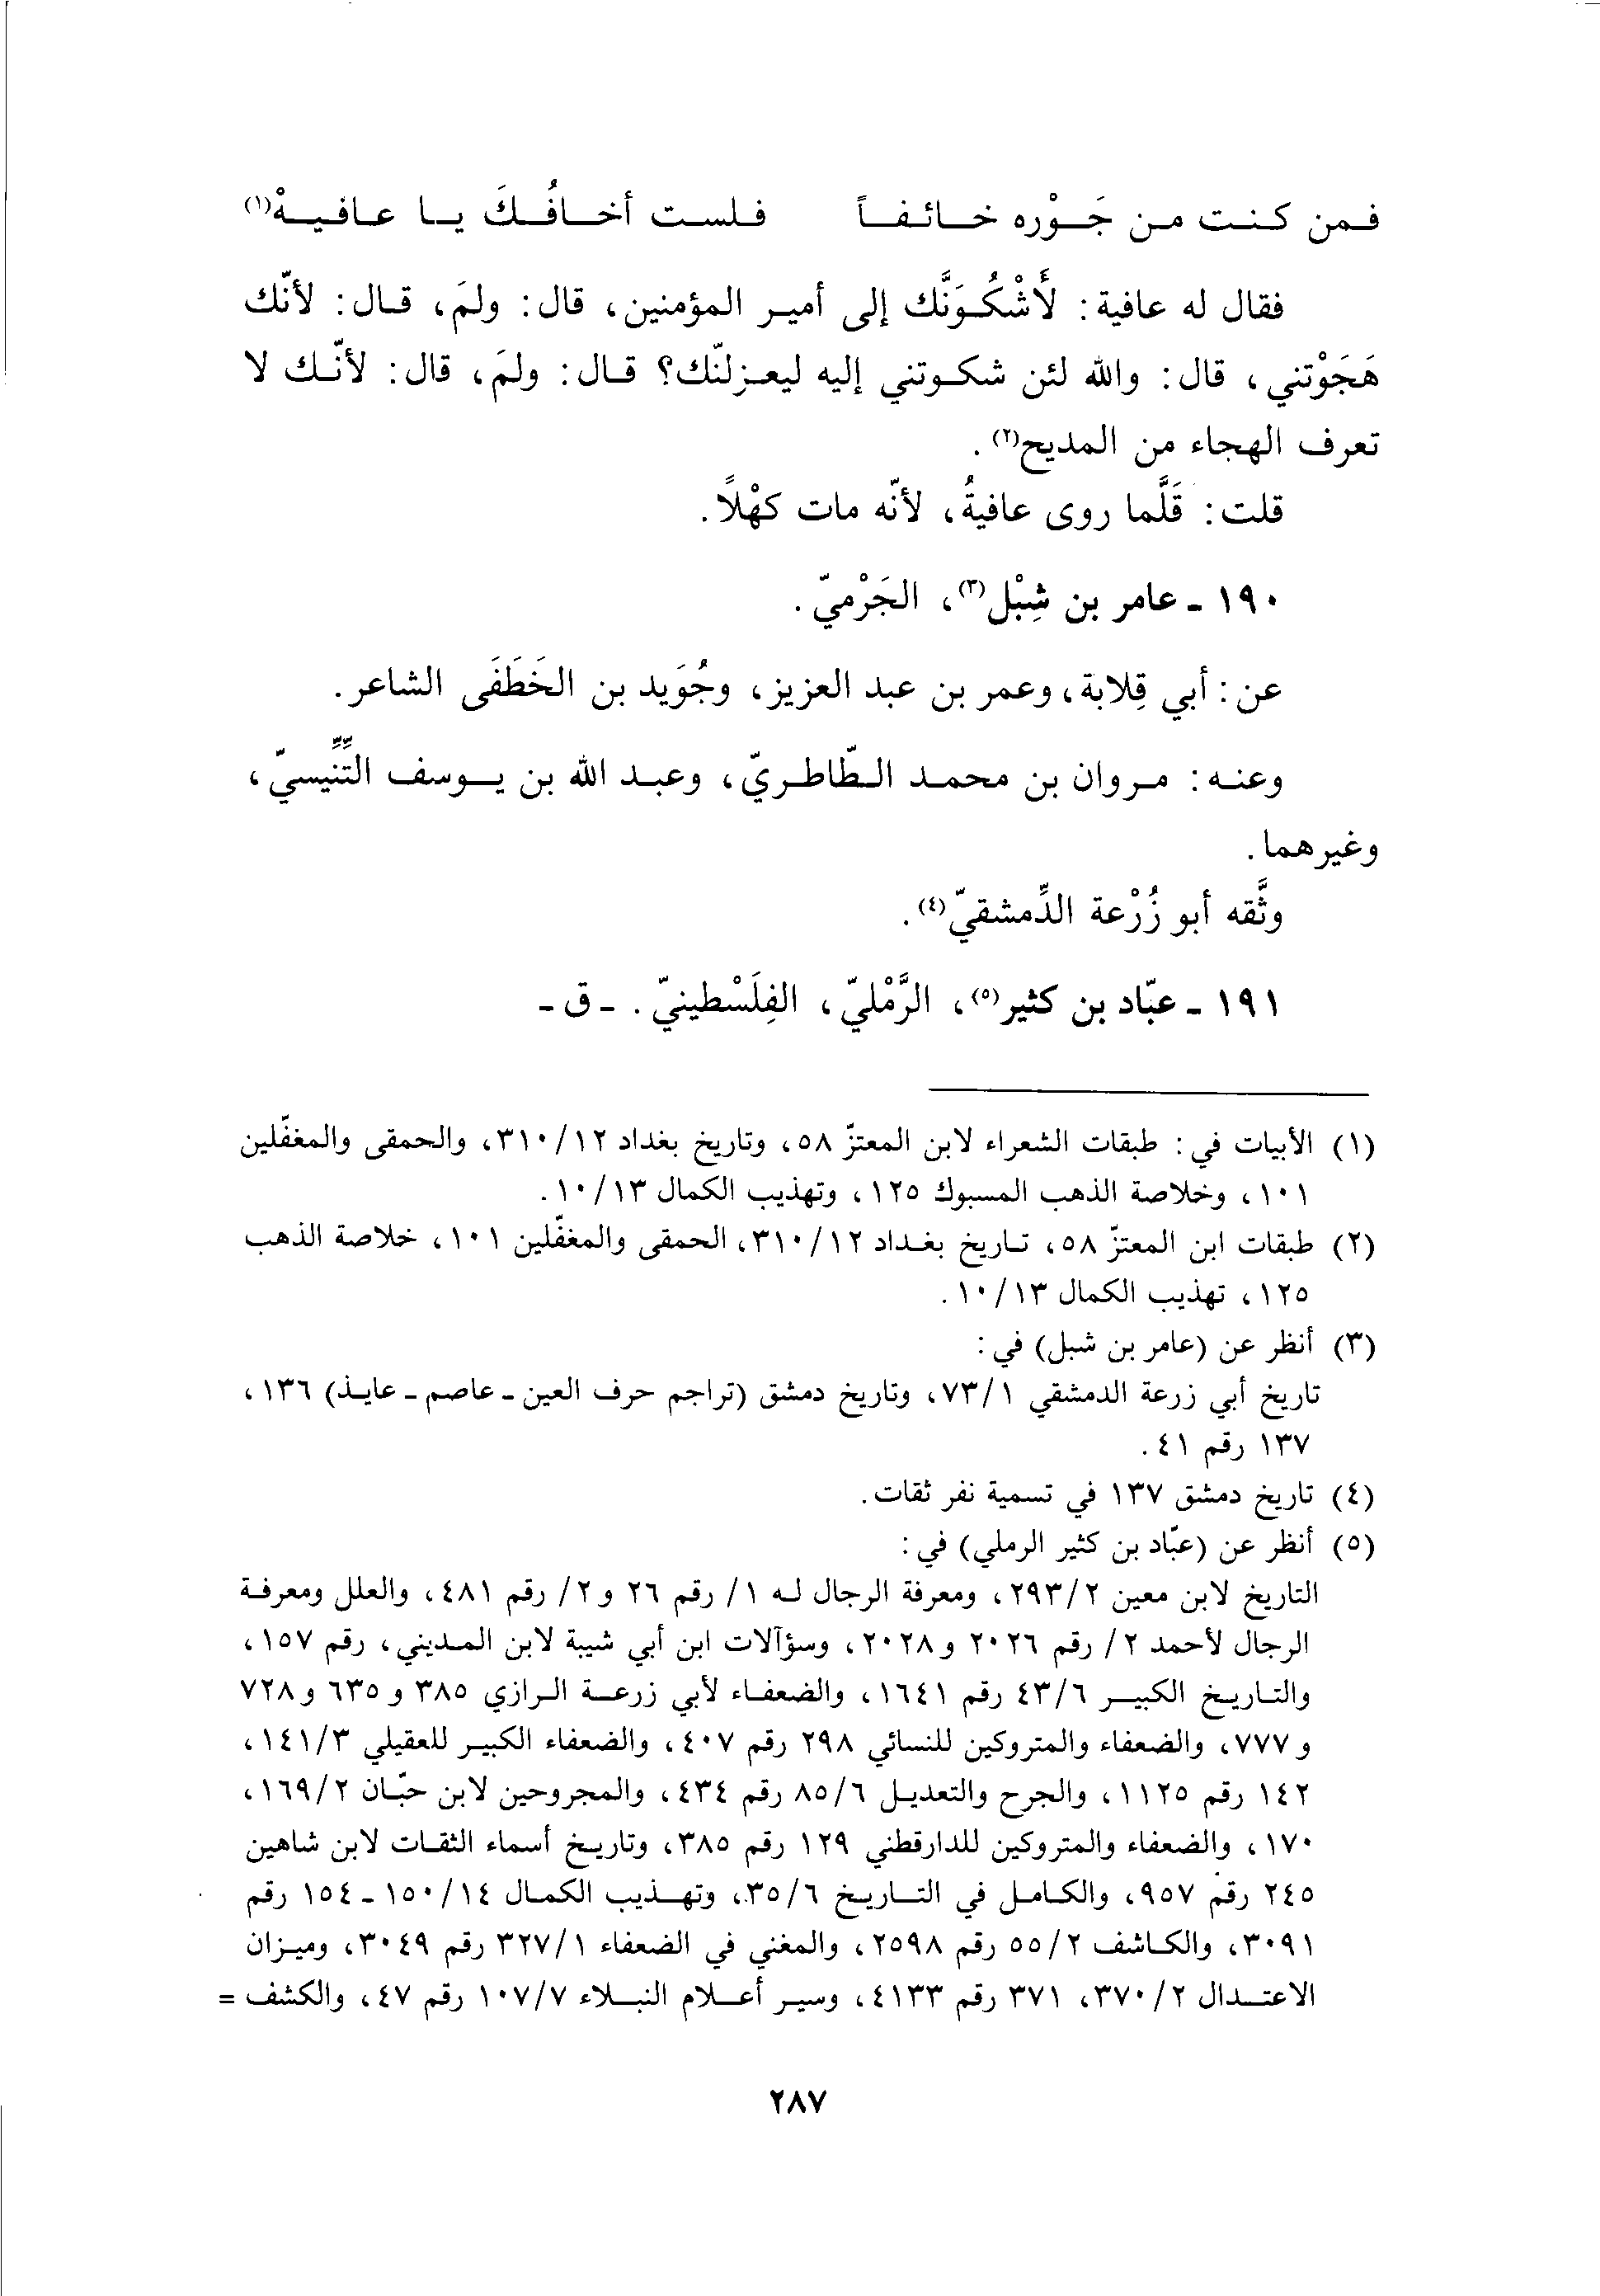 فمن كنت من جَوْره خائفاً فلست أخافُكَ يا عافيهْ(١)
فقال له عافية: لَأَشْكُوَنَّك إلى أمير المؤمنين، قال: ولمَ، قال: لأنّك
هَجَوْتني، قال: والله لئن شكوتني إليه ليعزلنّك؟ قال: ولمَ، قال: لأنّك لا
تعرف الهجاء من المديح(٢).
قلت: قَلَّما روى عافيةُ، لأنّه مات كهْلاً.
١٩٠ - عامر بن شِبْل(٣)، الجَرْميّ.
عن: أبي قِلابة، وعمر بن عبد العزيز، وجُوَيد بن الخَطَفَى الشاعر.
وعنه: مروان بن محمد الطّاطريّ، وعبد الله بن يوسف التِّنِّيسيّ،
وغيرهما.
وثَّقه أبو زُرْعة الدِّمشقيّ(٤).
١٩١ - عبّاد بن كثير(٥)، الرَّمْليّ، الفِلَسْطينيّ. - ق -
(١) الأبيات في: طبقات الشعراء لابن المعتزّ ٥٨، وتاريخ بغداد ٣١٠/١٢، والحمقى والمغفّلين
١٠١، وخلاصة الذهب المسبوك ١٢٥، وتهذيب الكمال ١٠/١٣.
(٢) طبقات ابن المعتزّ ٥٨، تاريخ بغداد ٣١٠/١٢، الحمقى والمغفّلين ١٠١، خلاصة الذهب
١٢٥، تهذيب الكمال ١٠/١٣.
(٣) أنظر عن (عامر بن شبل) في:
تاريخ أبي زرعة الدمشقي ٧٣/١، وتاريخ دمشق (تراجم حرف العين - عاصم - عايذ) ١٣٦،
١٣٧ رقم ٤١.
(٤) تاريخ دمشق ١٣٧ في تسمية نفر ثقات.
(٥) أنظر عن (عبّاد بن كثير الرملي) في:
التاريخ لابن معين ٢٩٣/٢، ومعرفة الرجال له ١/ رقم ٢٦ و٢/ رقم ٤٨١، والعلل ومعرفة
الرجال لأحمد ٢/ رقم ٢٠٢٦ و٢٠٢٨، وسؤآلات ابن أبي شيبة لابن المديني، رقم ١٥٧،
والتاريخ الكبير ٤٣/٦ رقم ١٦٤١، والضعفاء لأبي زرعة الرازي ٣٨٥ و٦٣٥ و٧٢٨
و٧٧٧، والضعفاء والمتروكين للنسائي ٢٩٨ رقم ٤٠٧، والضعفاء الكبير للعقيلي ١٤١/٣،
١٤٢ رقم ١١٢٥، والجرح والتعديل ٨٥/٦ رقم ٤٣٤، والمجروحين لابن حبّان ١٦٩/٢،
١٧٠، والضعفاء والمتروكين للدارقطني ١٢٩ رقم ٣٨٥، وتاريخ أسماء الثقات لابن شاهين
٢٤٥ رقم ٩٥٧، والكامل في التاريخ ٣٥/٦، وتهذيب الكمال ١٥٠/١٤ - ١٥٤ رقم
٣٠٩١، والكاشف ٥٥/٢ رقم ٢٥٩٨، والمغني في الضعفاء ٣٢٧/١ رقم ٣٠٤٩، وميزان
الاعتدال ٣٧٠/٢، ٣٧١ رقم ٤١٣٣، وسير أعلام النبلاء ١٠٧/٧ رقم ٤٧، والكشف =
٢٨٧